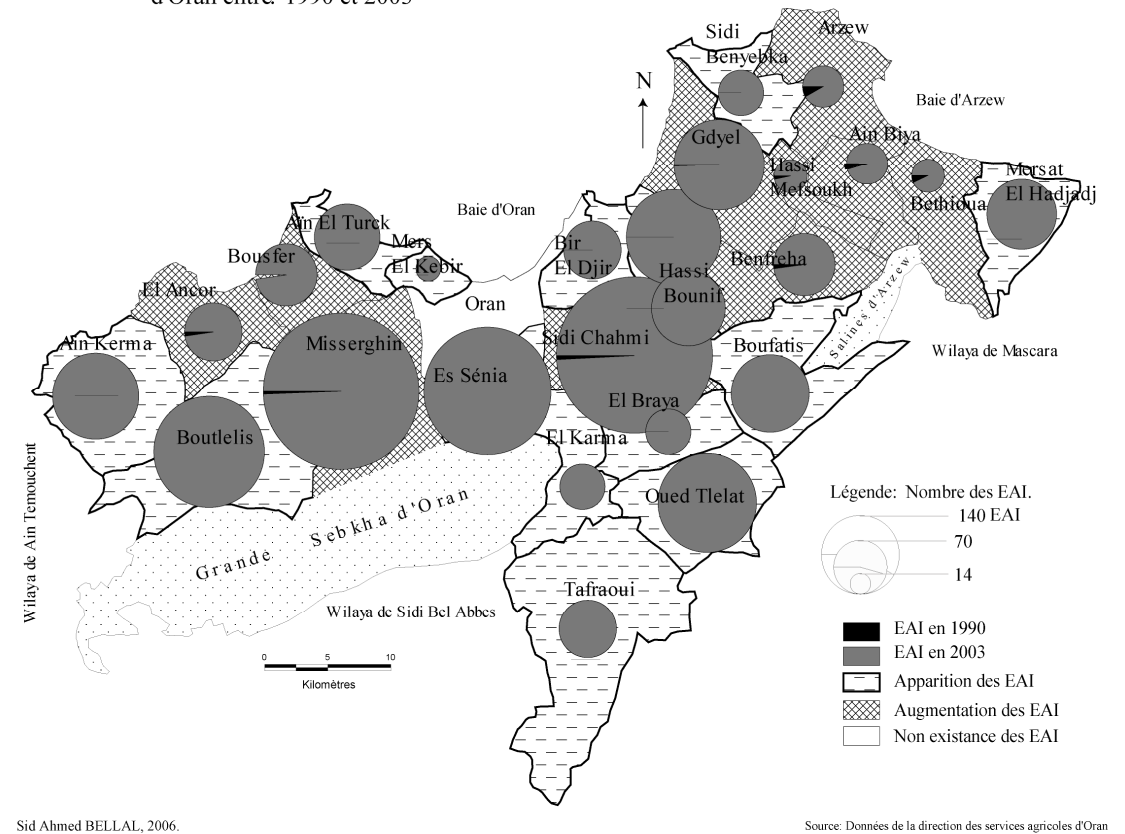 d'Oran entre 1990 et 2003
Sidi
Benyebka
Arzew
N
Baie d'Arzew
Gdyel
Ain Biya
Hassi
Mefsoukh
Mersat
El Hadjadj
Bethioua
Baie d'Oran
Aïn El Turck
Mers
El Kebir
Bir
El Djir
Bousfer
Benfreha
Hassi
Bounif
El Ancor
Oran
Salines d'Arzew
Aïn Kerma
Misserghin
Sidi Chahmi
Boufatis
Wilaya de Mascara
Es Sénia
El Braya
Boutlelis
El Karma
Oued Tlelat
Légende: Nombre des EAI.
140 EAI
70
14
Grande Sebkha d'Oran
Wilaya de Ain Temouchent
Tafraoui
Wilaya de Sidi Bel Abbes
EAI en 1990
EAI en 2003
Apparition des EAI
Augmentation des EAI
Non existance des EAI
0 5 10
Kilomètres
Sid Ahmed BELLAL, 2006.
Source: Données de la direction des services agricoles d'Oran